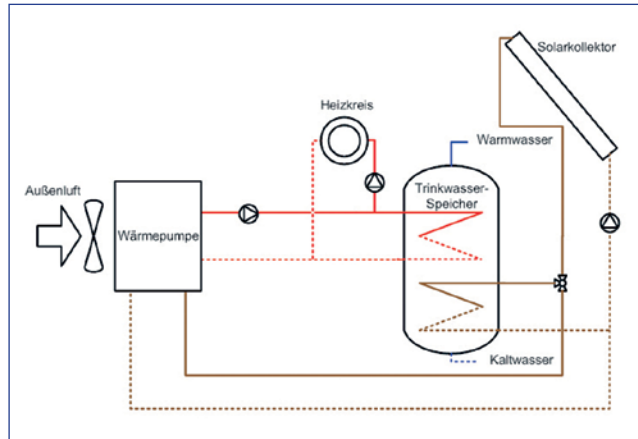 Solarkollektor
Heizkreis
Warmwasser
Außenluft
Trinkwasser-
Speicher
Wärmepumpe
Kaltwasser